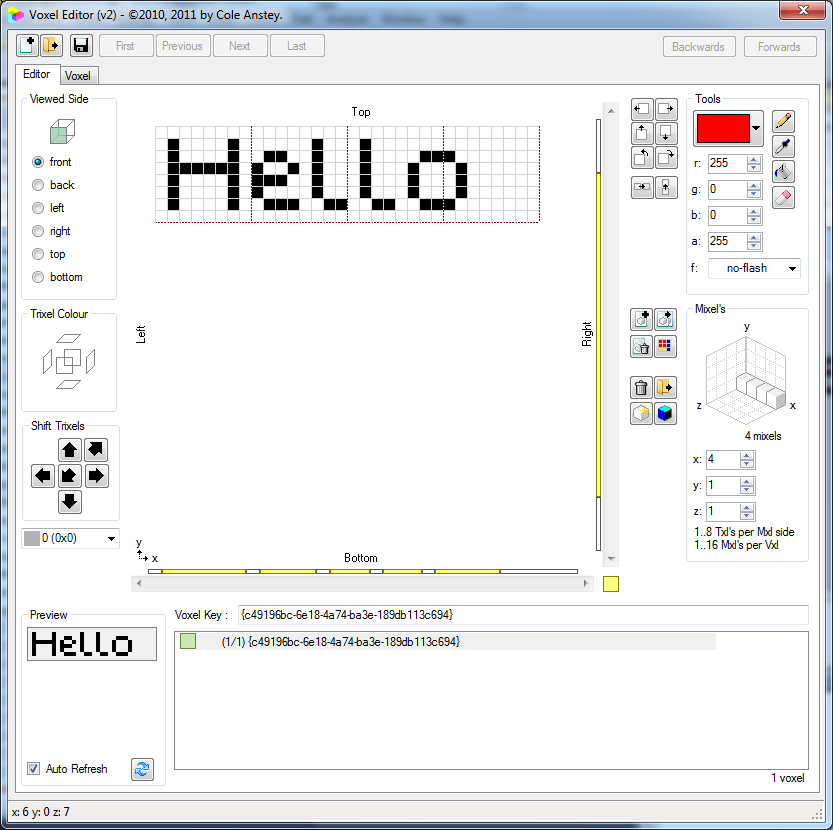 Voxel Editor (v2) - ©2010, 2011 by Cole Anstey.
First Previous Next Last Backwards Forwards
Editor Voxel
Viewed Side
front
back
left
right
top
bottom
Trixel Colour
Shift Trixels
0 (0x0)
Top
Hello
Left
Right
y
x
Bottom
Tools
r: 255
g: 0
b: 0
a: 255
f: no-flash
Mixel's
y
z
x
4 mixels
x: 4
y: 1
z: 1
1..8 Txl's per Mxl side
1..16 Mxl's per Vxl
Preview
Hello
Auto Refresh
Voxel Key : {c49196bc-6e18-4a74-ba3e-189db113c694}
(1/1) {c49196bc-6e18-4a74-ba3e-189db113c694}
1 voxel
x: 6 y: 0 z: 7